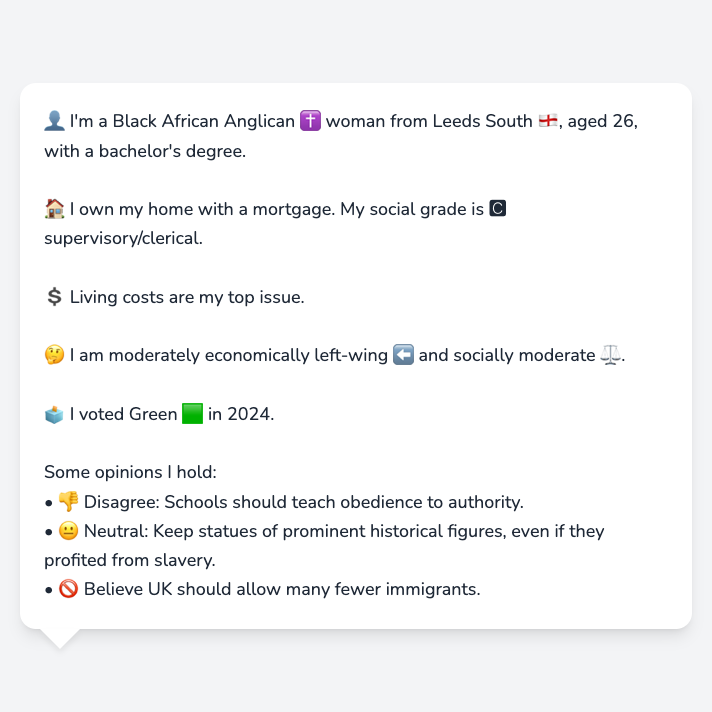 👤 I'm a Black African Anglican ✝️ woman from Leeds South 🏴󠁧󠁢󠁥󠁮󠁧󠁿, aged 26,
with a bachelor's degree.
🏠 I own my home with a mortgage. My social grade is 🅲
supervisory/clerical.
💲 Living costs are my top issue.
🤔 I am moderately economically left-wing ⬅️ and socially moderate ⚖️.
🗳️ I voted Green 🟩 in 2024.
Some opinions I hold:
• 👎 Disagree: Schools should teach obedience to authority.
• 😐 Neutral: Keep statues of prominent historical figures, even if they
profited from slavery.
• 🚫 Believe UK should allow many fewer immigrants.